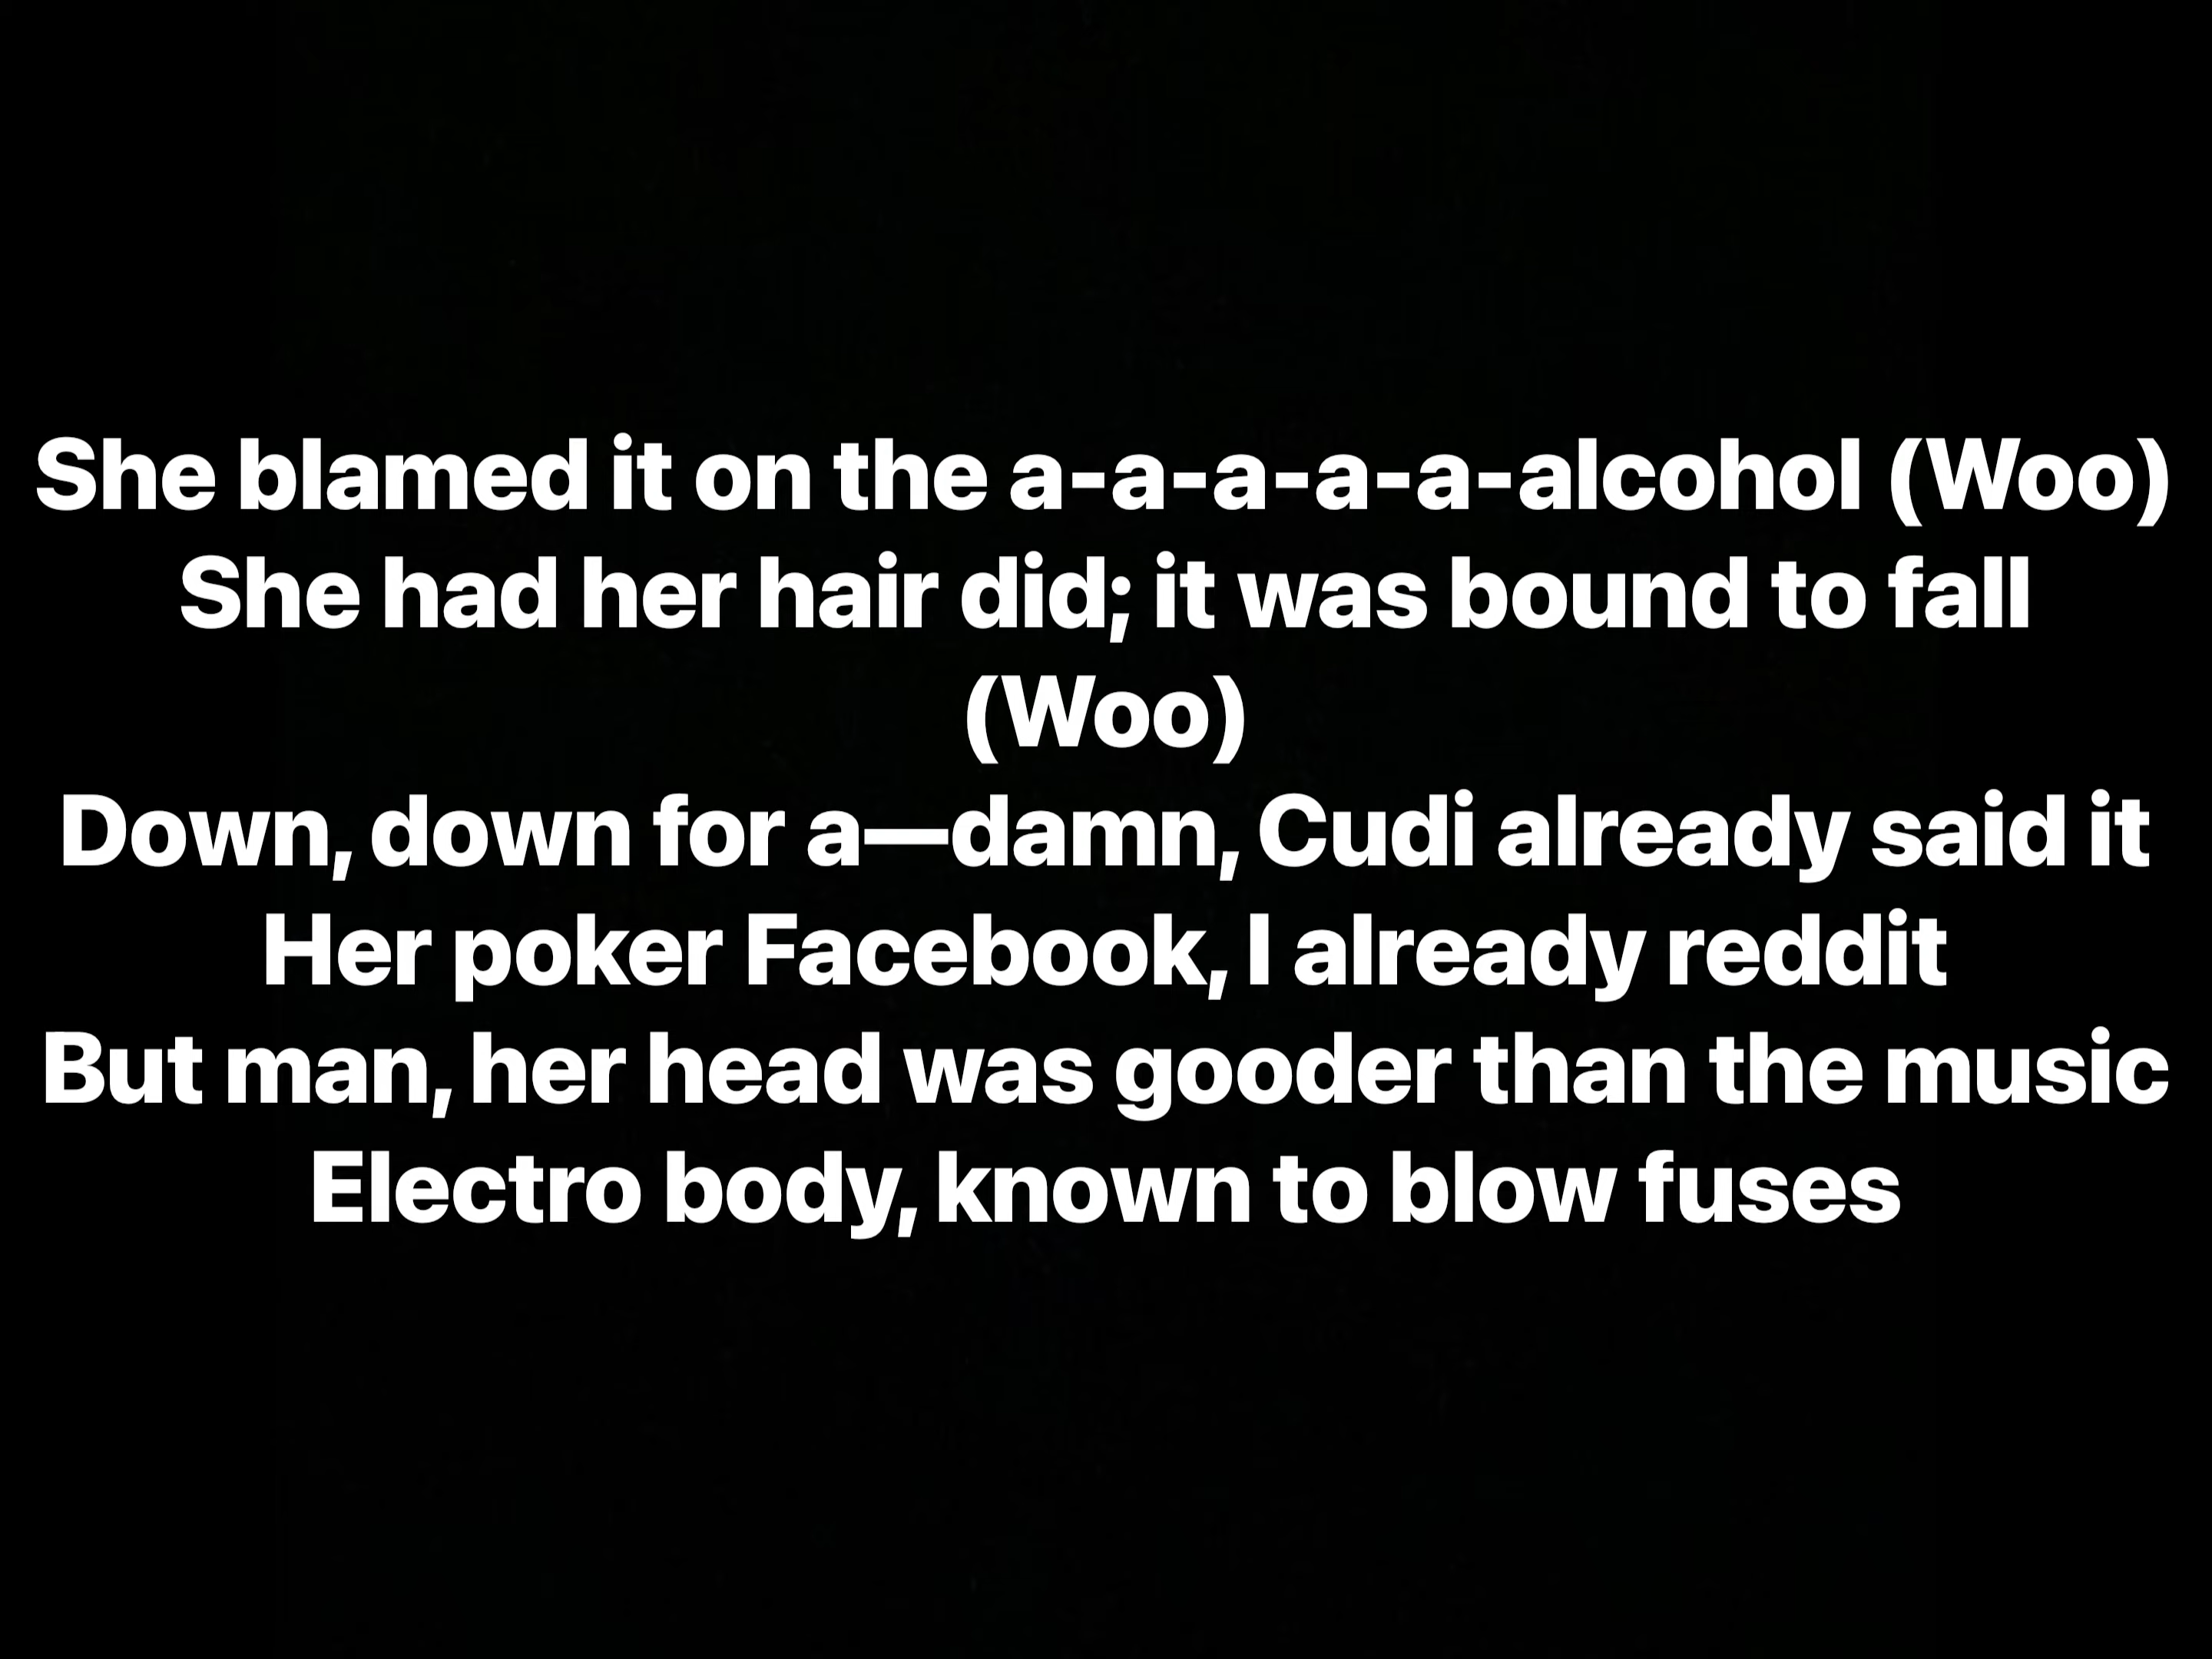 She blamed it on the a-a-a-a-a-alcohol (Woo)
She had her hair did; it was bound to fall
(Woo)
Down, down for a—damn, Cudi already said it
Her poker Facebook, I already reddit
But man, her head was gooder than the music
Electro body, known to blow fuses